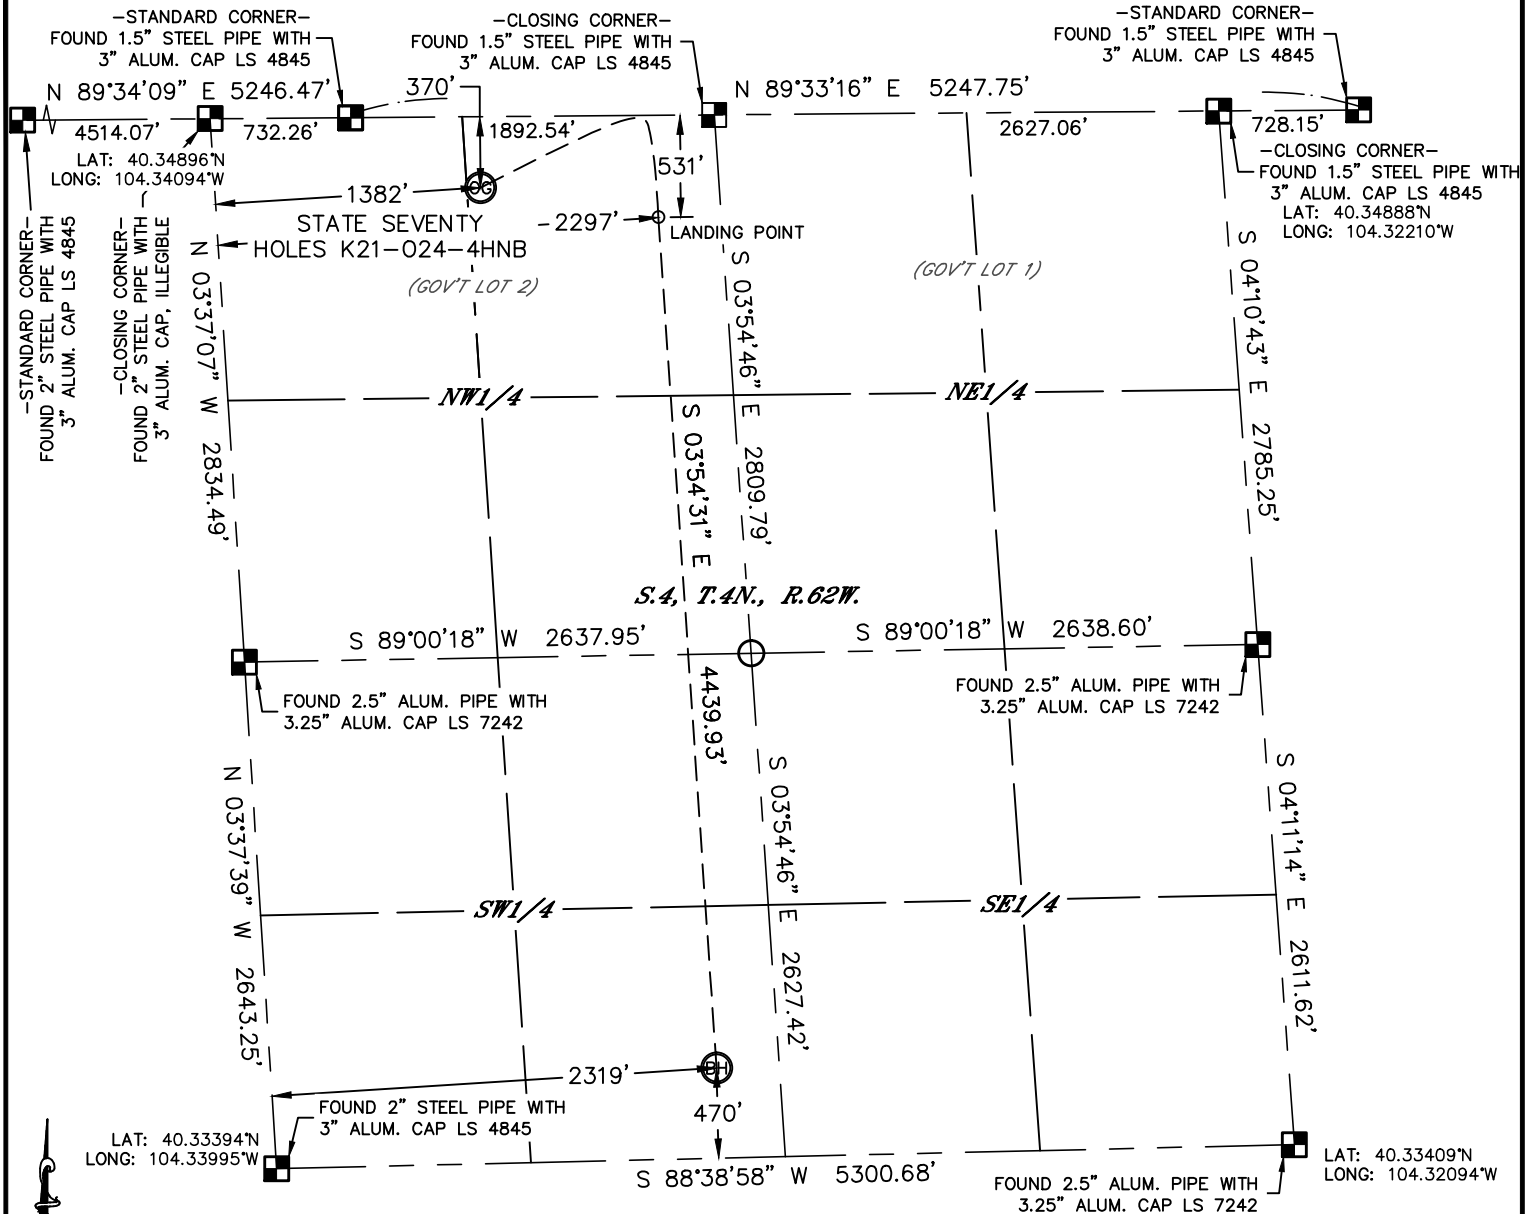 -STANDARD CORNER-
FOUND 1.5" STEEL PIPE WITH
3" ALUM. CAP LS 4845
-CLOSING CORNER-
FOUND 1.5" STEEL PIPE WITH
3" ALUM. CAP LS 4845
-STANDARD CORNER-
FOUND 1.5" STEEL PIPE WITH
3" ALUM. CAP LS 4845
N 89°34'09" E 5246.47'
370'
N 89°33'16" E 5247.75'
4514.07'
732.26'
1892.54'
2627.06'
728.15'
LAT: 40.34896°N
LONG: 104.34094°W
531'
-CLOSING CORNER-
FOUND 1.5" STEEL PIPE WITH
3" ALUM. CAP LS 4845
LAT: 40.34888°N
LONG: 104.32210°W
1382'
STATE SEVENTY
HOLES K21-024-4HNB
-2297'
LANDING POINT
(GOV'T LOT 2)
(GOV'T LOT 1)
-STANDARD CORNER-
FOUND 2" STEEL PIPE WITH
3" ALUM. CAP LS 4845
-CLOSING CORNER-
FOUND 2" STEEL PIPE WITH
3" ALUM. CAP, ILLEGIBLE
N 03°37'07" W 2834.49'
S 03°54'46" E 2809.79'
S 04°10'43" E 2785.25'
NW1/4
NE1/4
S 03°54'31" E 4439.93'
S.4, T.4N., R.62W.
S 89°00'18" W 2637.95'
S 89°00'18" W 2638.60'
FOUND 2.5" ALUM. PIPE WITH
3.25" ALUM. CAP LS 7242
FOUND 2.5" ALUM. PIPE WITH
3.25" ALUM. CAP LS 7242
N 03°37'39" W 2643.25'
S 03°54'46" E 2627.42'
S 04°11'14" E 2611.62'
SW1/4
SE1/4
BH
2319'
470'
FOUND 2" STEEL PIPE WITH
3" ALUM. CAP LS 4845
LAT: 40.33394°N
LONG: 104.33995°W
S 88°38'58" W 5300.68'
FOUND 2.5" ALUM. PIPE WITH
3.25" ALUM. CAP LS 7242
LAT: 40.33409°N
LONG: 104.32094°W